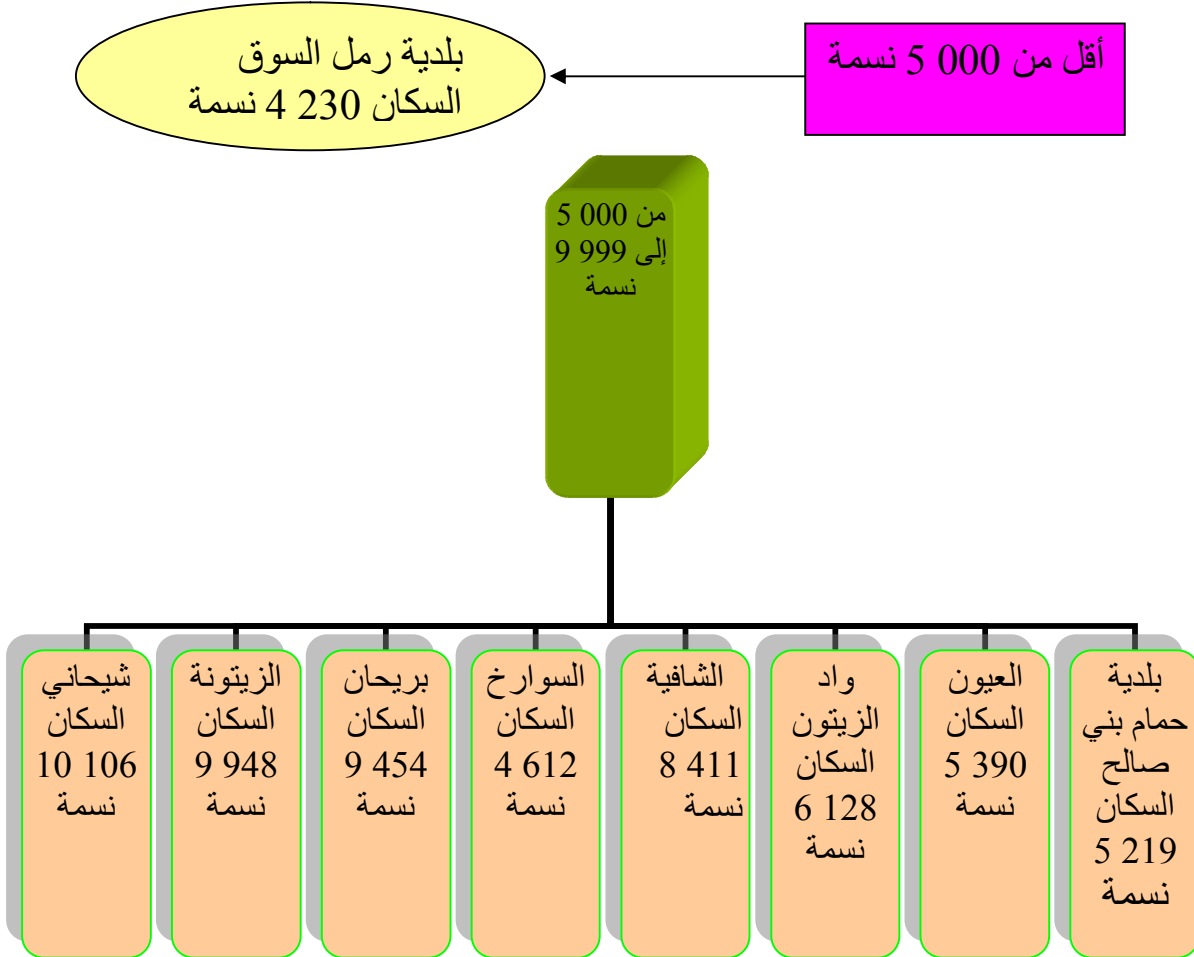 أقل من 000 5 نسمة
بلدية رمل السوق
السكان 230 4 نسمة
من 000 5
إلى 999 9
نسمة
بلدية
حمام بني
صالح
السكان
5 219
نسمة
العيون
السكان
5 390
نسمة
واد
الزيتون
السكان
6 128
نسمة
الشافية
السكان
8 411
نسمة
السوارخ
السكان
4 612
نسمة
بريحان
السكان
9 454
نسمة
الزيتونة
السكان
9 948
نسمة
شيحاني
السكان
10 106
نسمة